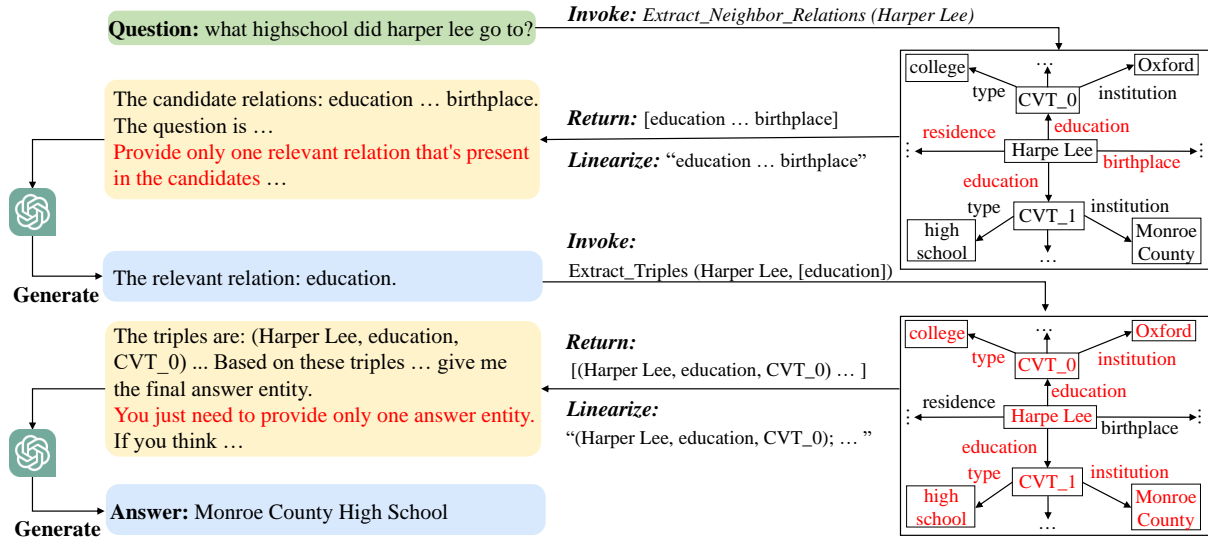 Question: what highschool did harper lee go to?
Invoke: Extract_Neighbor_Relations (Harper Lee)
The candidate relations: education … birthplace.
The question is …
Provide only one relevant relation that's present
in the candidates …
Return: [education … birthplace]
Linearize: “education … birthplace”
…
college
Oxford
type
CVT_0
institution
residence
education
…
Harpe Lee
…
birthplace
education
type
CVT_1
institution
high
school
Monroe
County
…
Generate
The relevant relation: education.
Invoke:
Extract_Triples (Harper Lee, [education])
The triples are: (Harper Lee, education,
CVT_0) ... Based on these triples … give me
the final answer entity.
You just need to provide only one answer entity.
If you think …
Return:
[(Harper Lee, education, CVT_0) … ]
Linearize:
“(Harper Lee, education, CVT_0); … ”
college
…
Oxford
type
CVT_0
institution
education
…
residence
Harpe Lee
…
birthplace
education
type
CVT_1
institution
high
school
Monroe
County
…
Generate
Answer: Monroe County High School